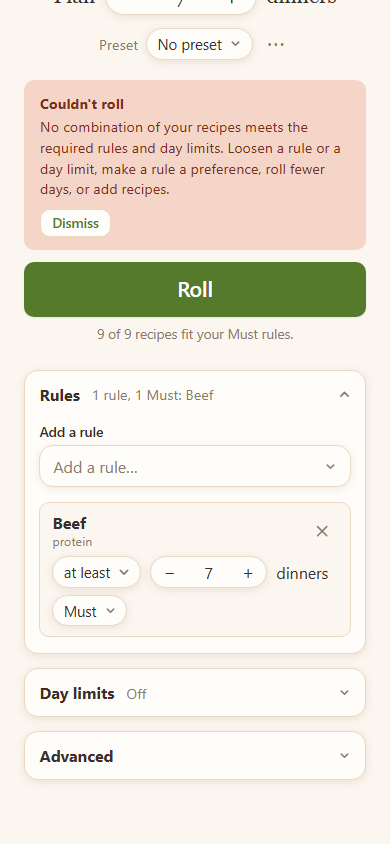 Plan − 7 + dinners
Preset No preset ...
Couldn't roll
No combination of your recipes meets the
required rules and day limits. Loosen a rule or a
day limit, make a rule a preference, roll fewer
days, or add recipes.
Dismiss
Roll
9 of 9 recipes fit your Must rules.
Rules 1 rule, 1 Must: Beef
Add a rule
Add a rule...
Beef
protein
at least − 7 + dinners
Must
Day limits Off
Advanced